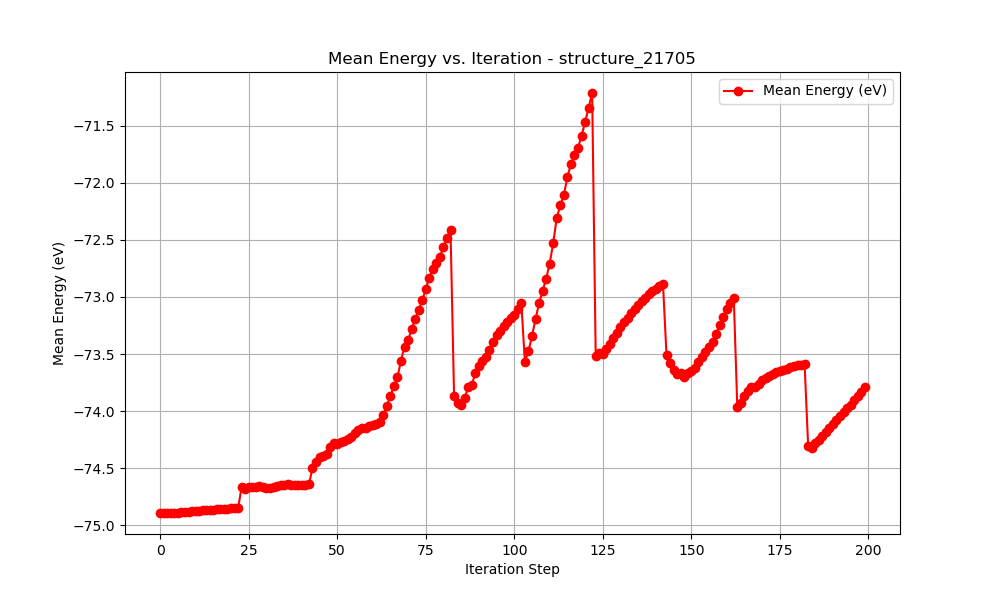 Mean Energy vs. Iteration - structure_21705
Mean Energy (eV)
Mean Energy (eV)
−71.5
−72.0
−72.5
−73.0
−73.5
−74.0
−74.5
−75.0
0 25 50 75 100 125 150 175 200
Iteration Step